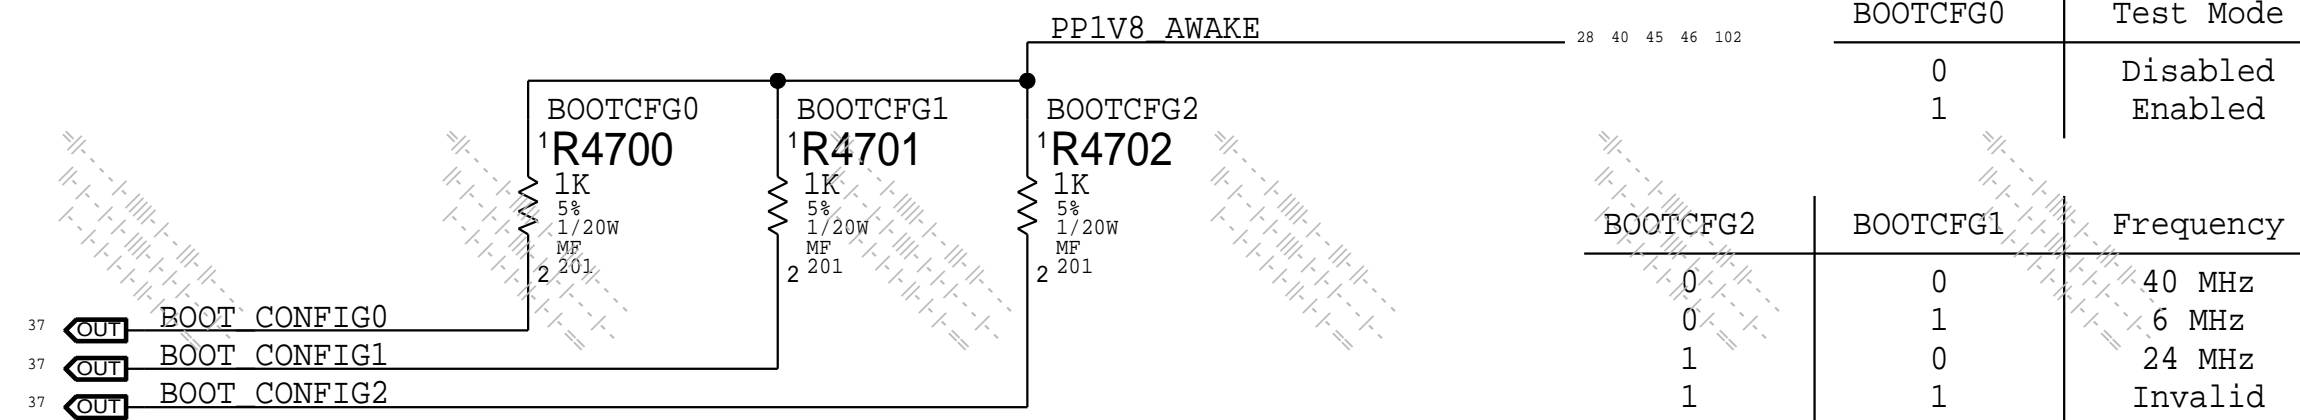 PP1V8_AWAKE
28 40 45 46 102
BOOTCFG0
1
R4700
1K
5%
1/20W
MF
201
2
BOOTCFG1
1
R4701
1K
5%
1/20W
MF
201
2
BOOTCFG2
1
R4702
1K
5%
1/20W
MF
201
2
37 OUT BOOT_CONFIG0
37 OUT BOOT_CONFIG1
37 OUT BOOT_CONFIG2
BOOTCFG0 Test Mode
0 Disabled
1 Enabled
BOOTCFG2 BOOTCFG1 Frequency
0 0 40 MHz
0 1 6 MHz
1 0 24 MHz
1 1 Invalid